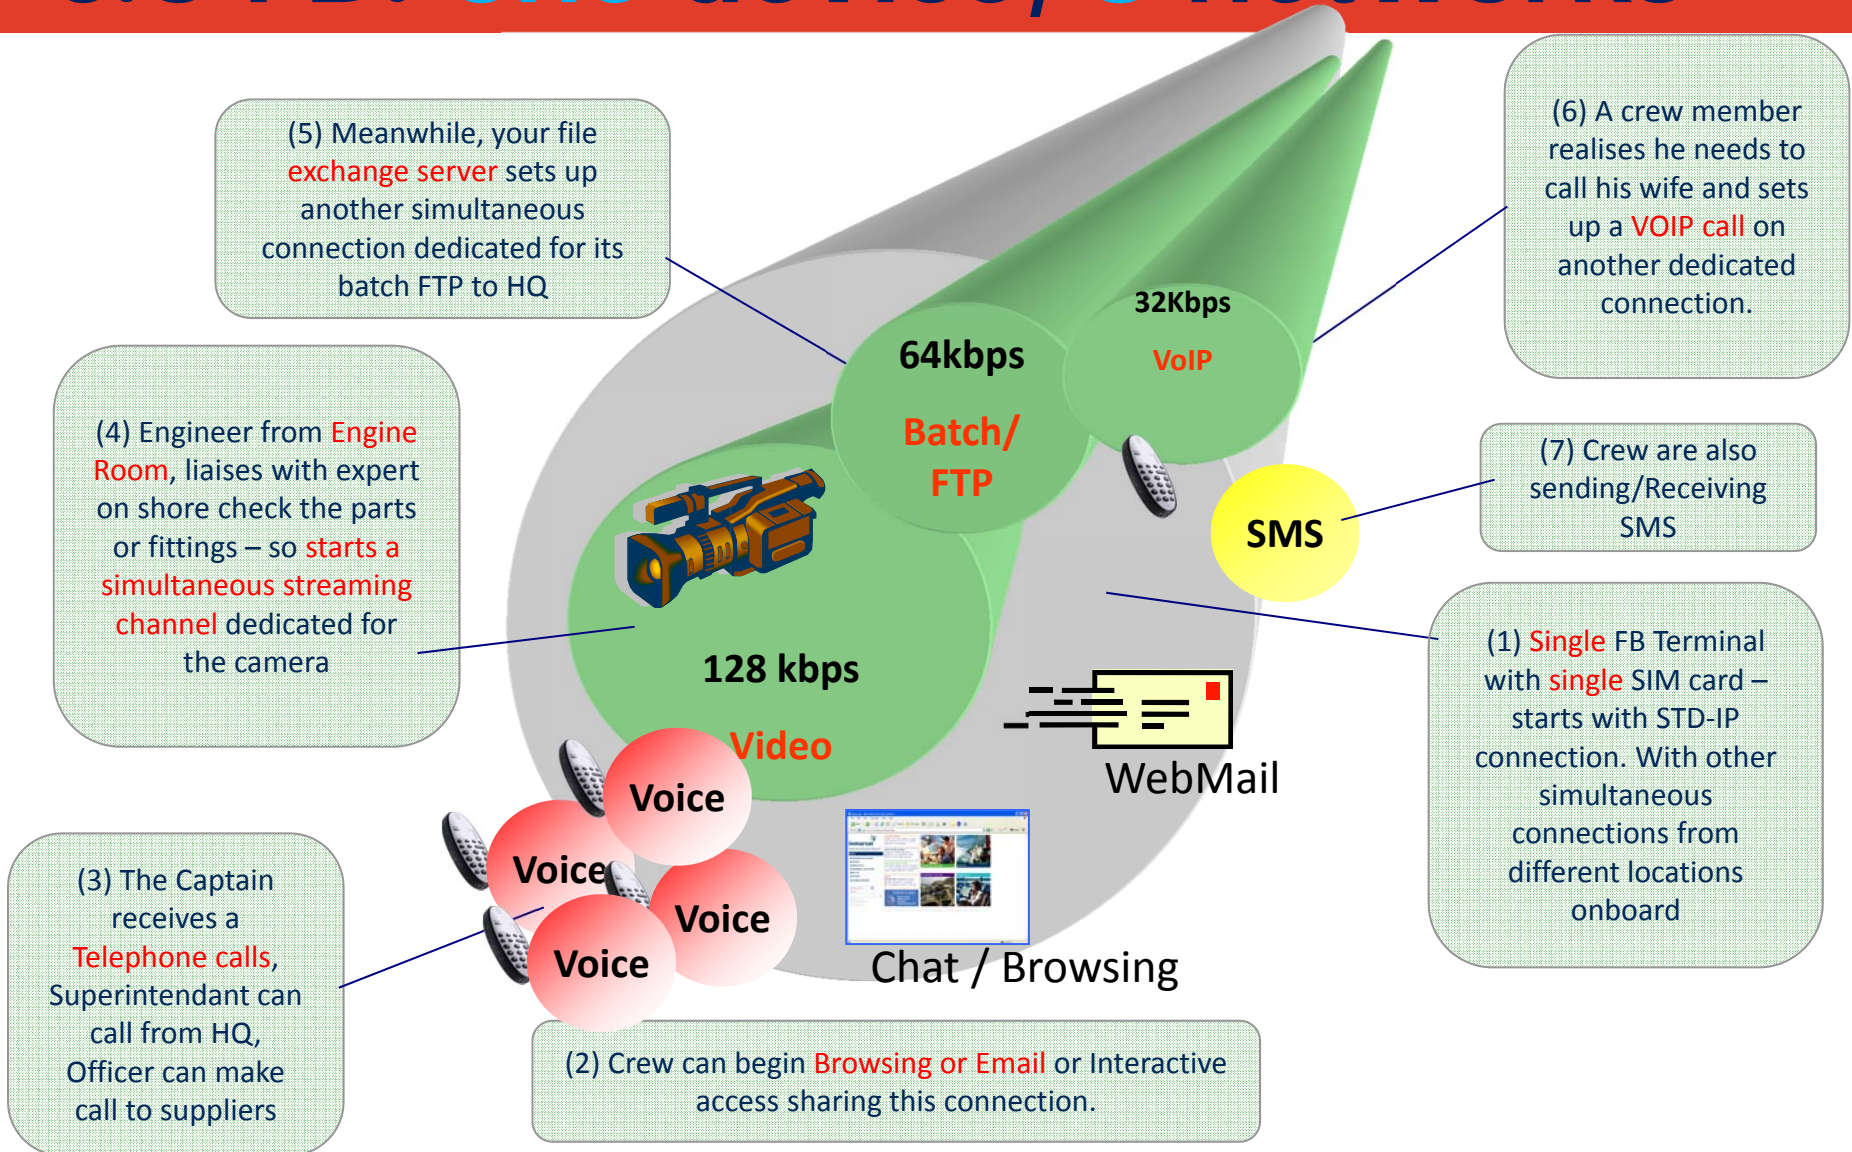 one device,
networks
(5) Meanwhile, your file
exchange server sets up
another simultaneous
connection dedicated for its
batch FTP to HQ
(6) A crew member
realises he needs to
call his wife and sets
up a VOIP call on
another dedicated
connection.
32Kbps
VoIP
64kbps
Batch/
FTP
(4) Engineer from Engine
Room, liaises with expert
on shore check the parts
or fittings – so starts a
simultaneous streaming
channel dedicated for
the camera
(7) Crew are also
sending/Receiving
SMS
SMS
128 kbps
Video
(1) Single FB Terminal
with single SIM card –
starts with STD-IP
connection. With other
simultaneous
connections from
different locations
onboard
WebMail
Voice
Voice
Voice
Voice
Chat / Browsing
(3) The Captain
receives a
Telephone calls,
Superintendant can
call from HQ,
Officer can make
call to suppliers
(2) Crew can begin Browsing or Email or Interactive
access sharing this connection.